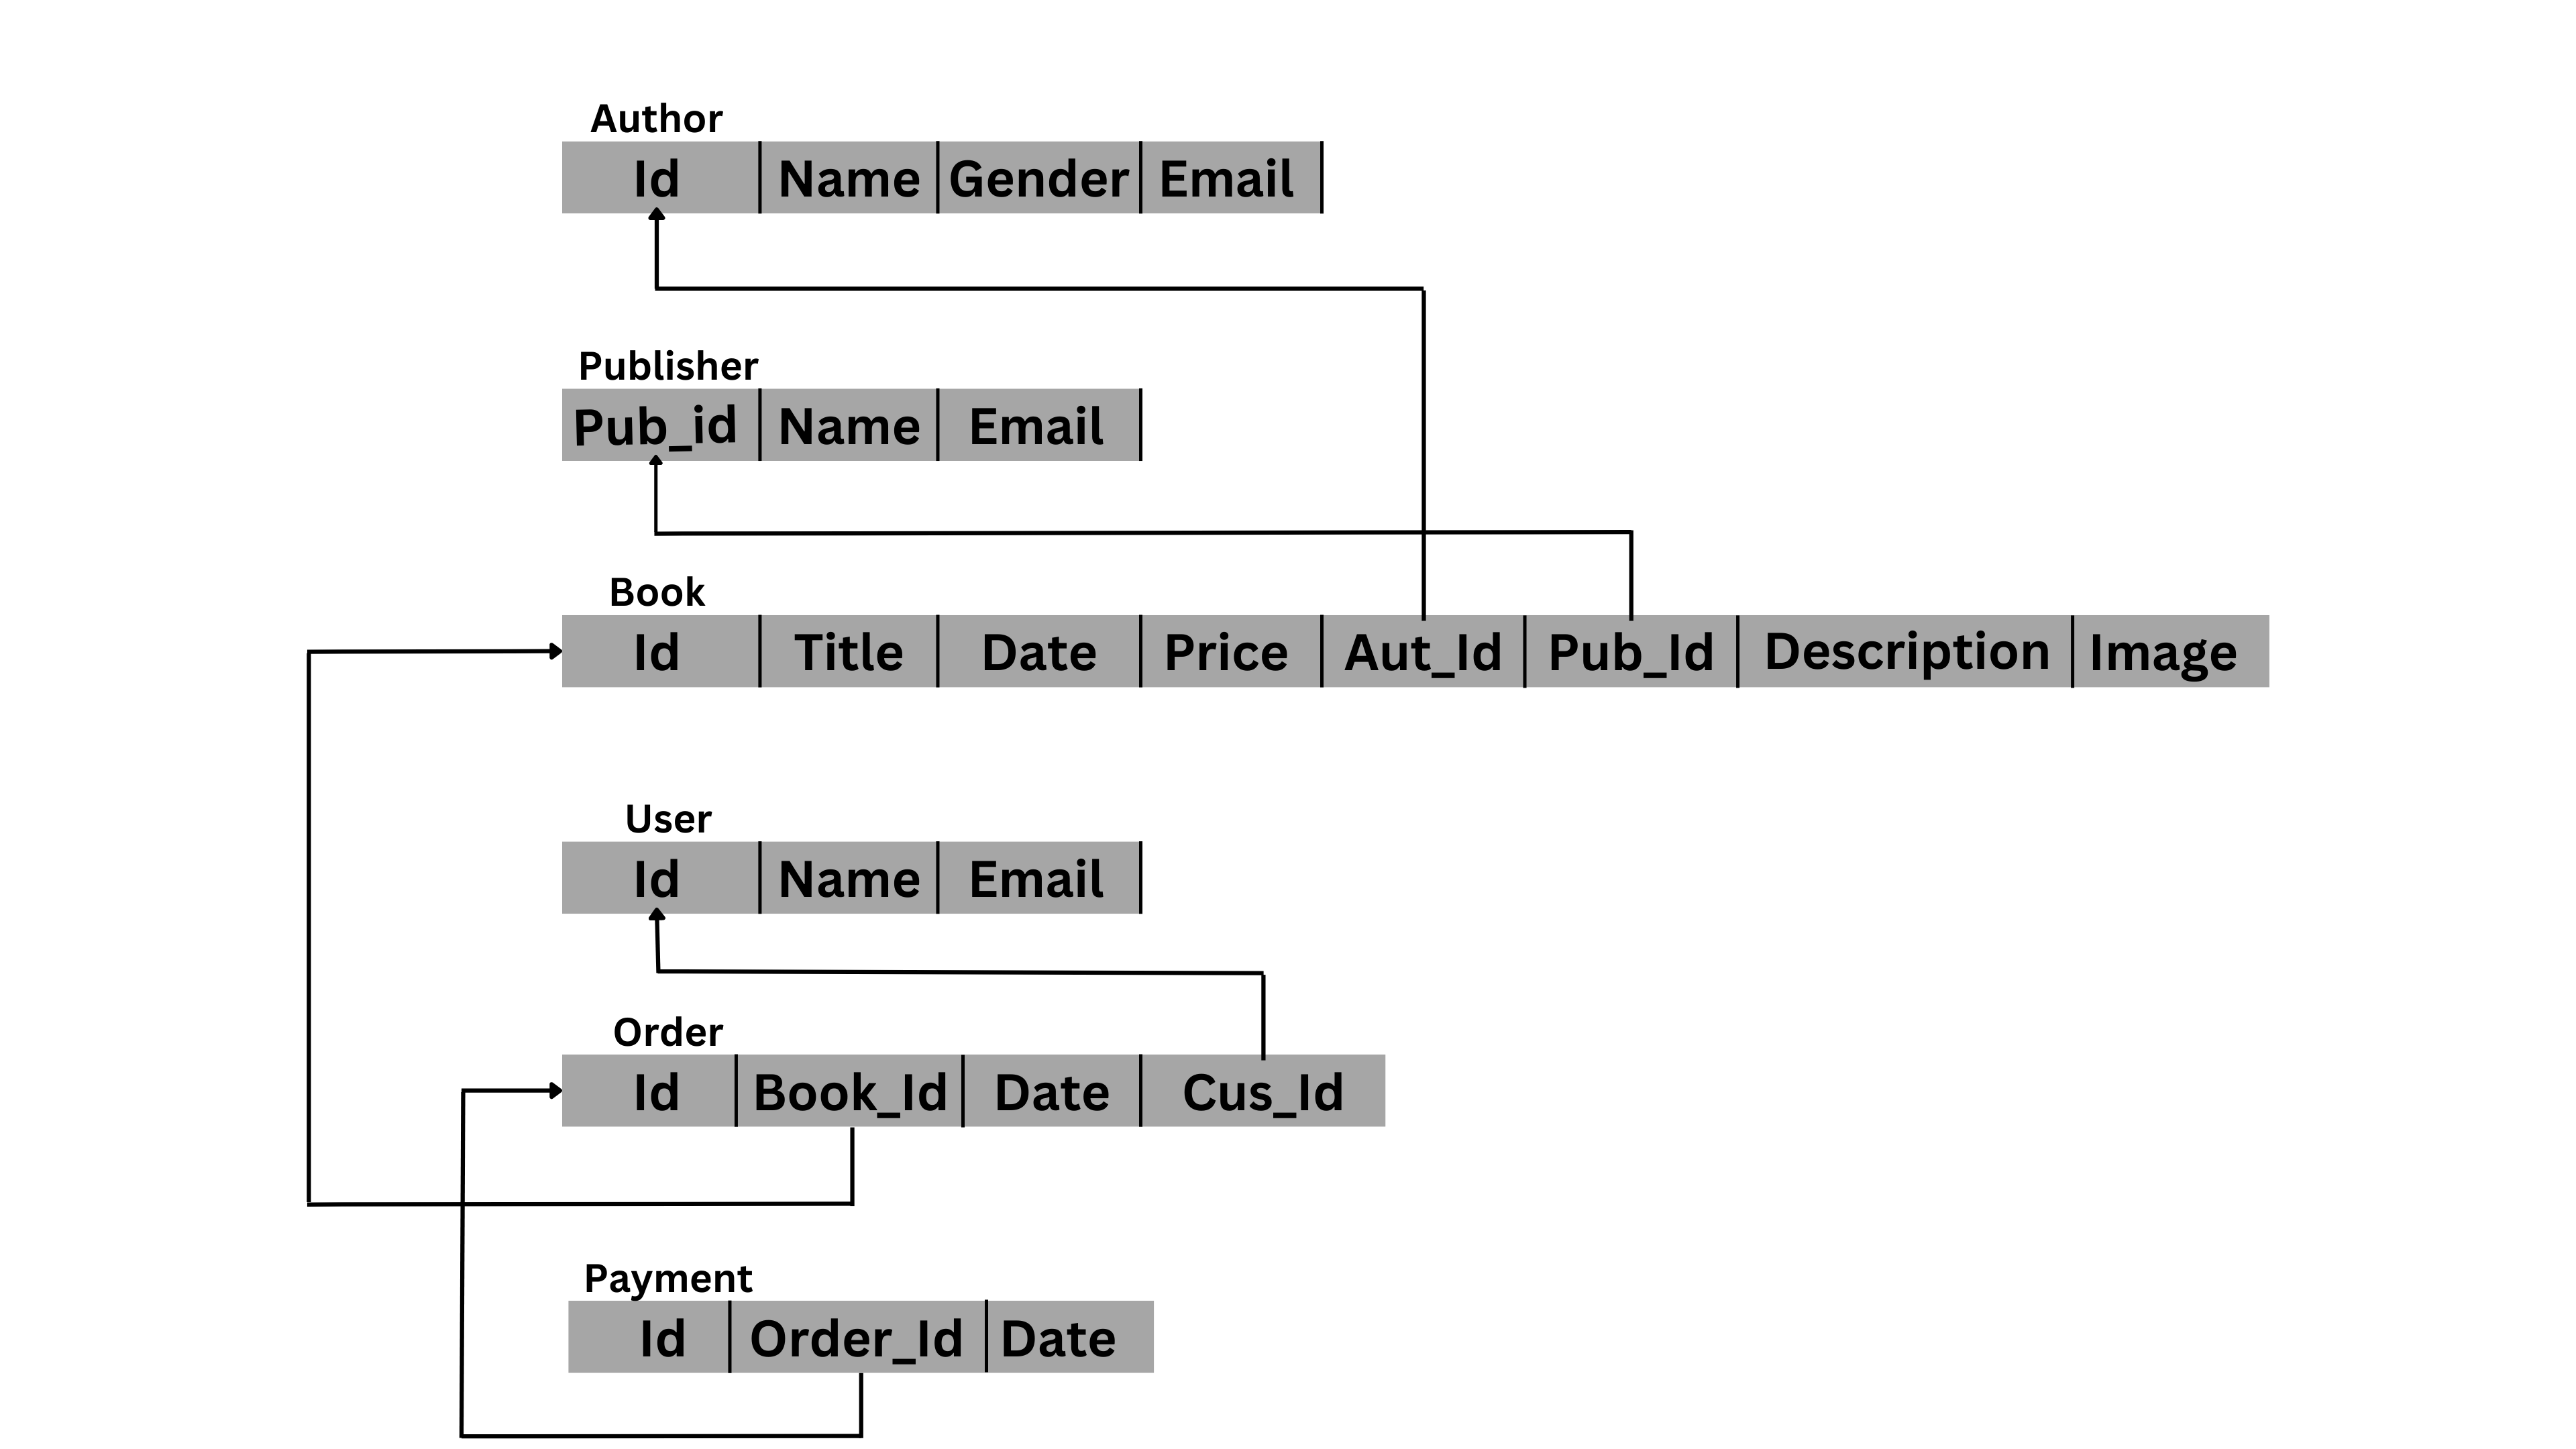 Author
Id Name Gender Email
Publisher
Pub_id Name Email
Book
Id Title Date Price Aut_Id Pub_Id Description Image
User
Id Name Email
Order
Id Book_Id Date Cus_Id
Payment
Id Order_Id Date